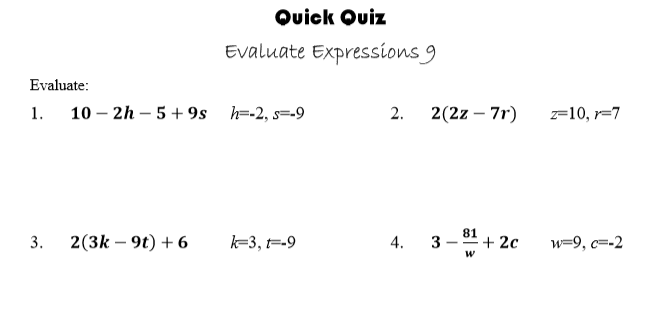 Quick Quiz
Evaluate Expressions 9
Evaluate:
1. 10 – 2h – 5 + 9s h=-2, s=-9 2. 2(2z – 7r) z=10, r=7
3. 2(3k – 9t) + 6 k=3, t=-9 4. 3 – 81/w + 2c w=9, c=-2